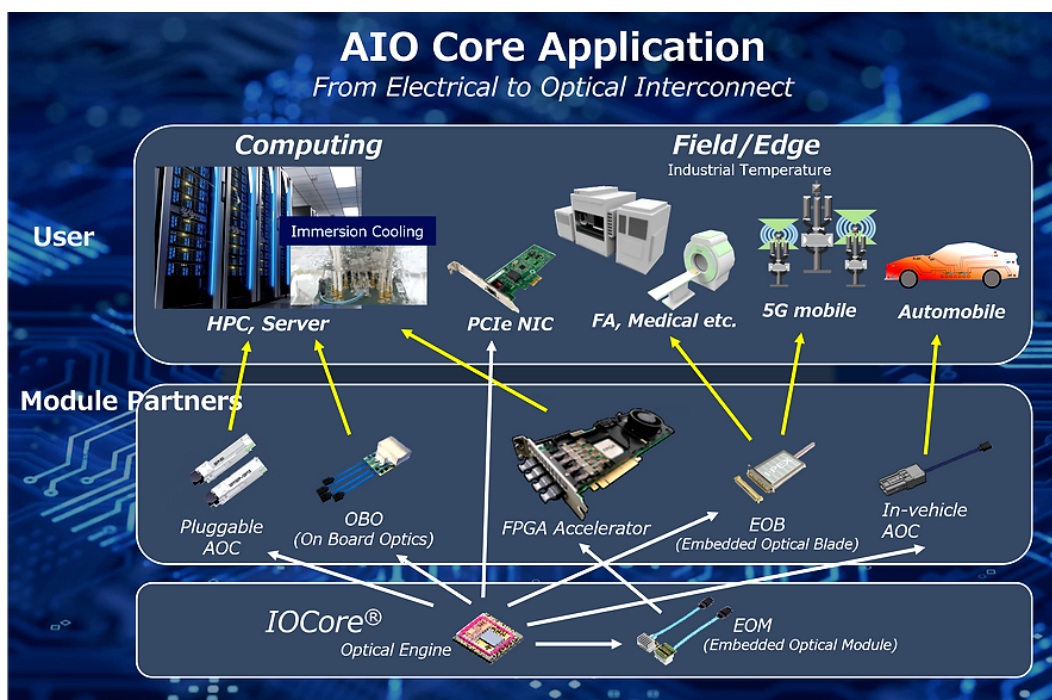 AIO Core Application
From Electrical to Optical Interconnect
Computing
Field/Edge
Industrial Temperature
User
Immersion Cooling
HPC, Server
PCIe NIC
FA, Medical etc.
5G mobile
Automobile
Module Partners
Pluggable
AOC
OBO
(On Board Optics)
FPGA Accelerator
EOB
(Embedded Optical Blade)
In-vehicle
AOC
IOCore®
Optical Engine
EOM
(Embedded Optical Module)